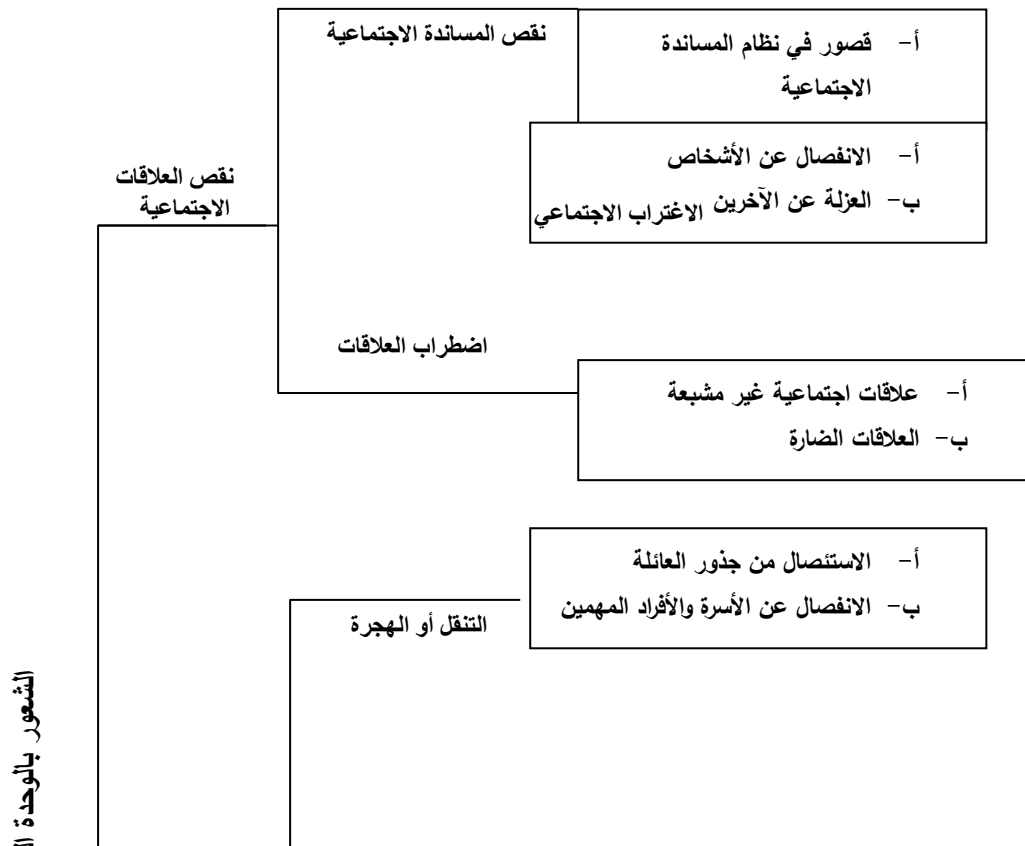 نقص المساندة الاجتماعية
أ- قصور في نظام المساندة
الاجتماعية
أ- الانفصال عن الأشخاص
ب- العزلة عن الآخرين
الاغتراب الاجتماعي
نقص العلاقات
الاجتماعية
اضطراب العلاقات
أ- علاقات اجتماعية غير مشبعة
ب- العلاقات الضارة
أ- الاستئصال من جذور العائلة
ب- الانفصال عن الأسرة والأفراد المهمين
التنقل أو الهجرة
الشعور بالوحدة